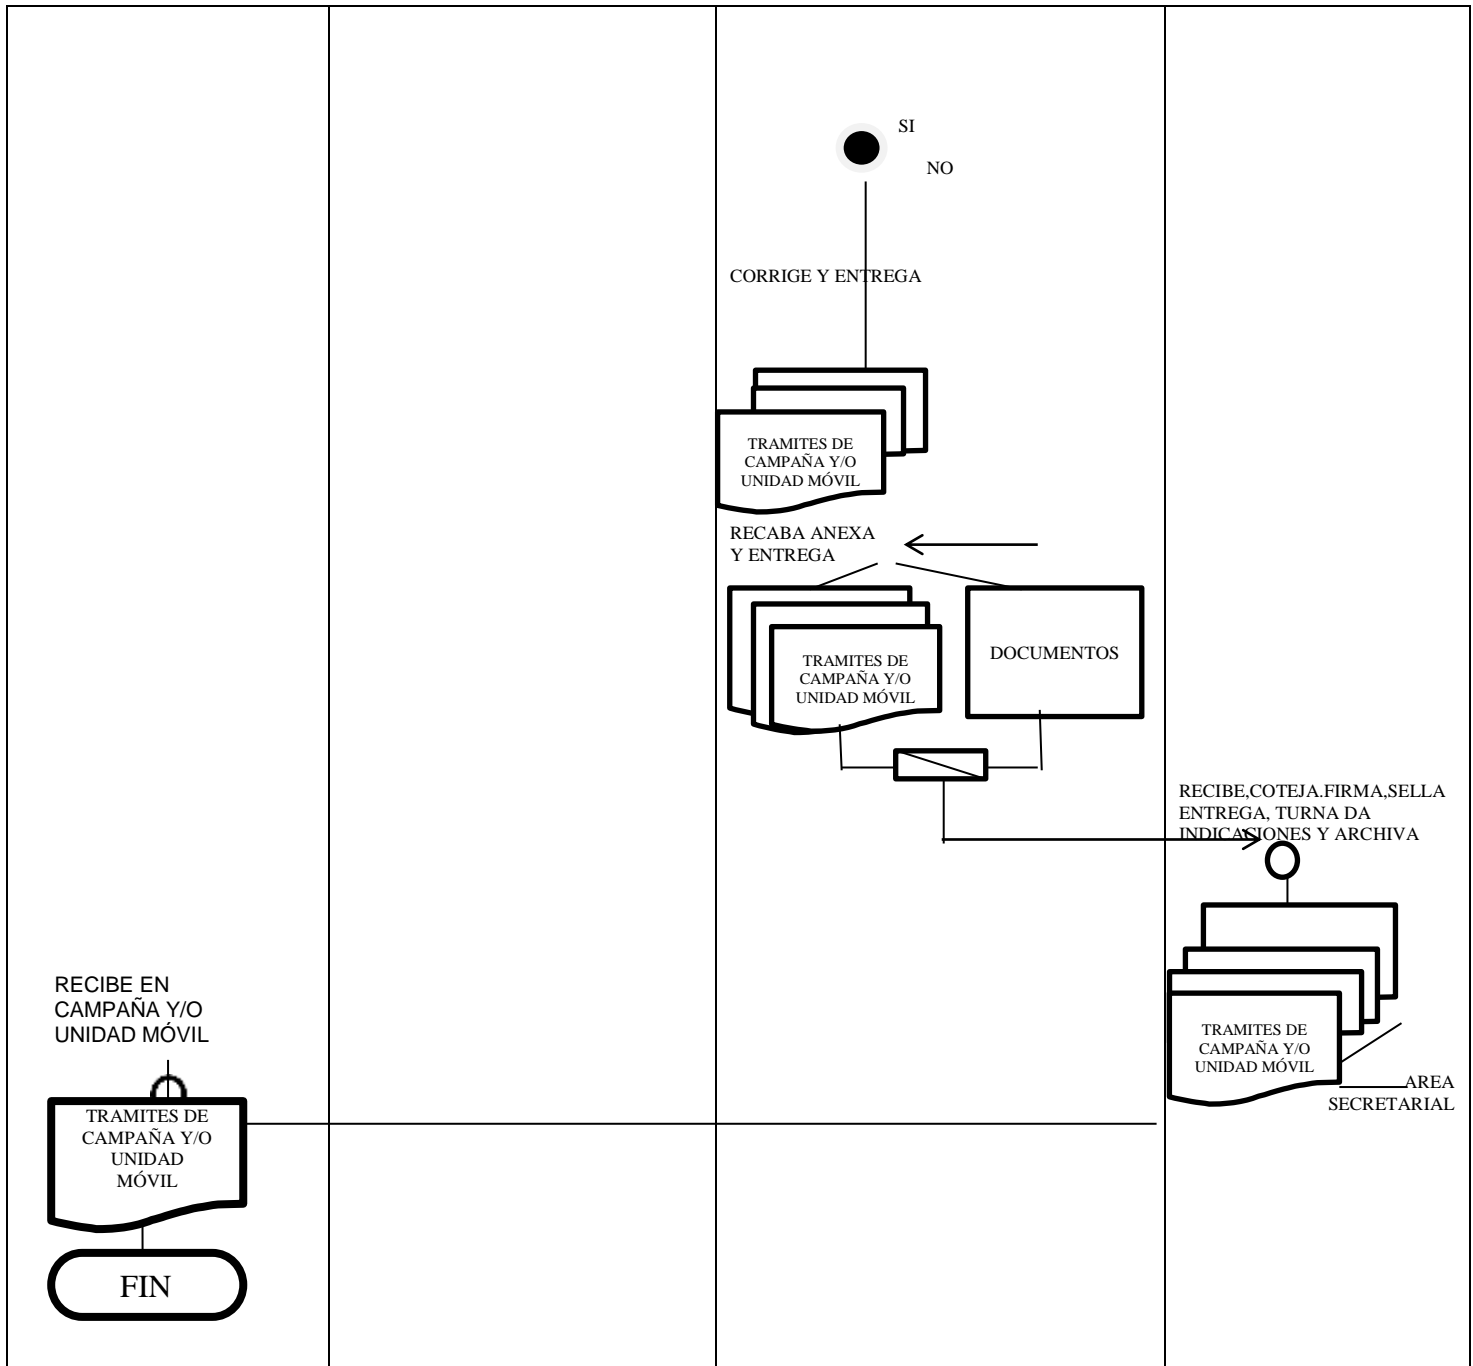 SI
NO
CORRIGE Y ENTREGA
TRAMITES DE
CAMPAÑA Y/O
UNIDAD MÓVIL
RECABA ANEXA
Y ENTREGA
TRAMITES DE
CAMPAÑA Y/O
UNIDAD MÓVIL
DOCUMENTOS
RECIBE,COTEJA.FIRMA,SELLA
ENTREGA, TURNA DA
INDICACIONES Y ARCHIVA
TRAMITES DE
CAMPAÑA Y/O
UNIDAD MÓVIL
AREA
SECRETARIAL
RECIBE EN
CAMPAÑA Y/O
UNIDAD MÓVIL
TRAMITES DE
CAMPAÑA Y/O
UNIDAD
MÓVIL
FIN